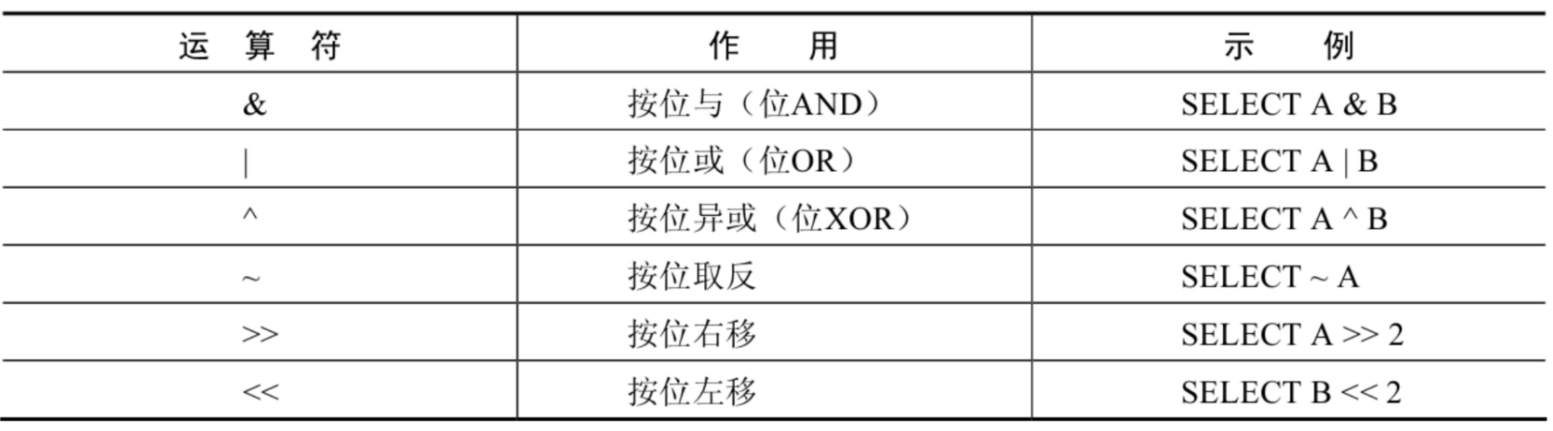 运 算 符 作 用 示 例
& 按位与（位AND） SELECT A & B
| 按位或（位OR） SELECT A | B
^ 按位异或（位XOR） SELECT A ^ B
~ 按位取反 SELECT ~ A
>> 按位右移 SELECT A >> 2
<< 按位左移 SELECT B << 2